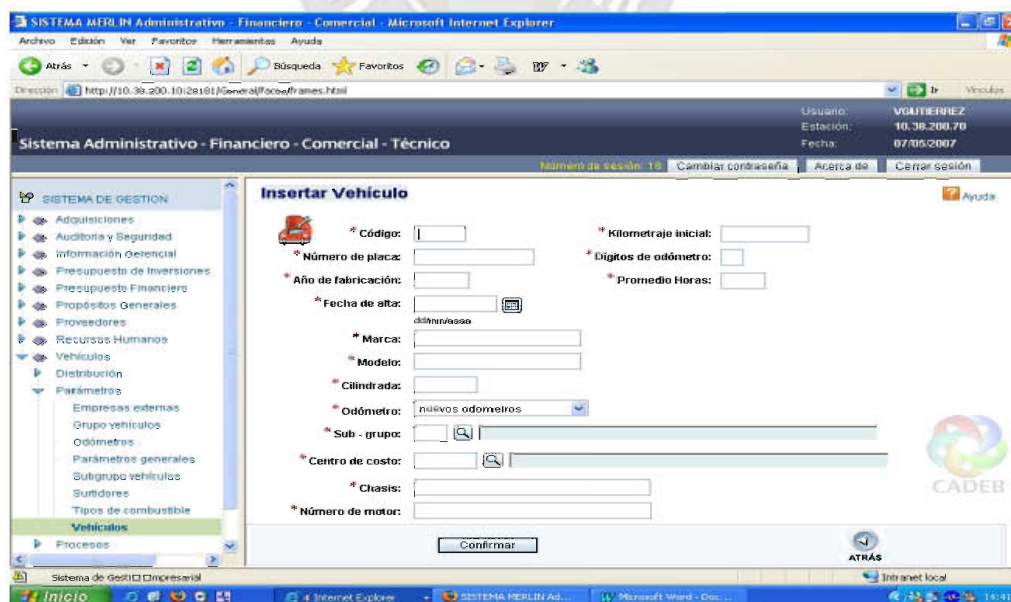 SISTEMA MERLIN Administrativo - Financiero - Comercial - Microsoft Internet Explorer
Archivo Edición Ver Favoritos Herramientas Ayuda
Atrás Búsqueda Favoritos
Dirección http://10.38.200.10:28181/General/faces/frames.html Ir Vínculos
Usuario: VGUTIERREZ
Estación: 10.38.200.70
Sistema Administrativo - Financiero - Comercial - Técnico
Fecha: 07/05/2007
Número de sesión: 18 Cambiar contraseña Acerca de Cerrar sesión
SISTEMA DE GESTION
Adquisiciones
Auditoria y Seguridad
Información Gerencial
Presupuesto de Inversiones
Presupuesto Financiero
Propósitos Generales
Proveedores
Recursos Humanos
Vehículos
Distribución
Parámetros
Empresas externas
Grupo vehículos
Odómetros
Parámetros generales
Subgrupo vehículos
Surtidores
Tipos de combustible
Vehículos
Procesos
Insertar Vehículo
Ayuda
* Código: * Kilometraje inicial:
* Número de placa: * Dígitos de odómetro:
* Año de fabricación: * Promedio Horas:
* Fecha de alta:
dd/mm/aaaa
* Marca:
* Modelo:
* Cilindrada:
* Odómetro: nuevos odometros
* Sub - grupo:
* Centro de costo:
* Chasis:
* Número de motor:
CADEB
Confirmar
ATRÁS
Sistema de Gesti Empresarial Intranet local
Inicio 4 Internet Explorer SISTEMA MERLIN Ad... Microsoft Word - Doc... 16:41